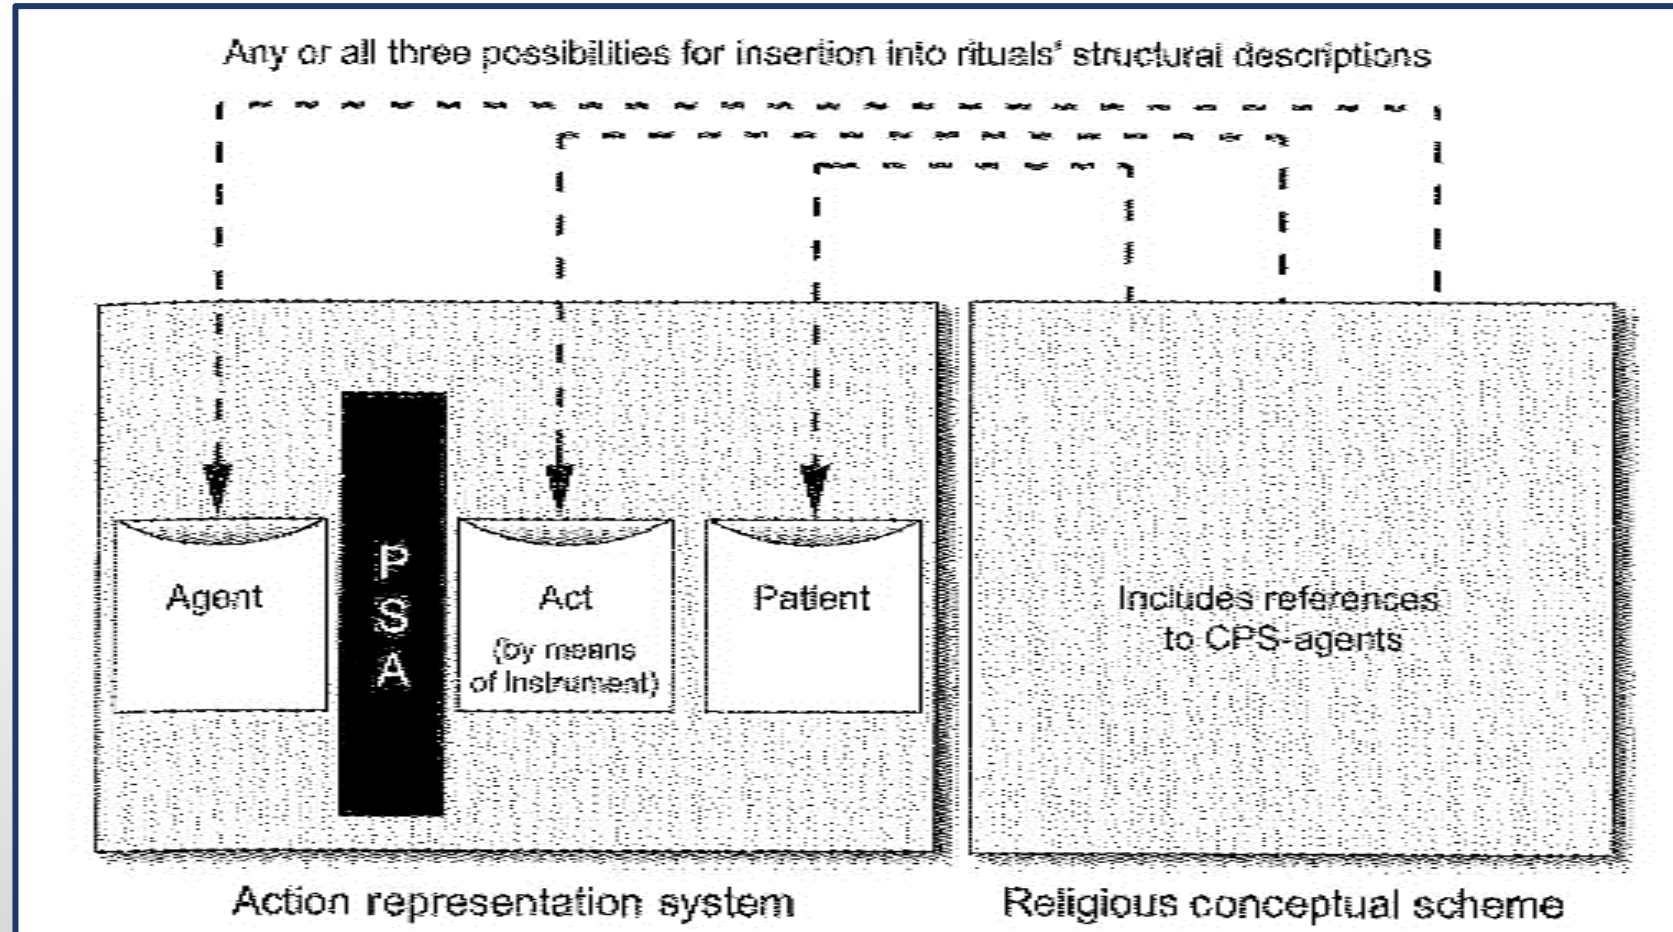 Any or all three possibilities for insertion into rituals' structural descriptions
Agent
P
S
A
Act
(by means
of Instrument)
Patient
Includes references
to CPS-agents
Action representation system
Religious conceptual scheme